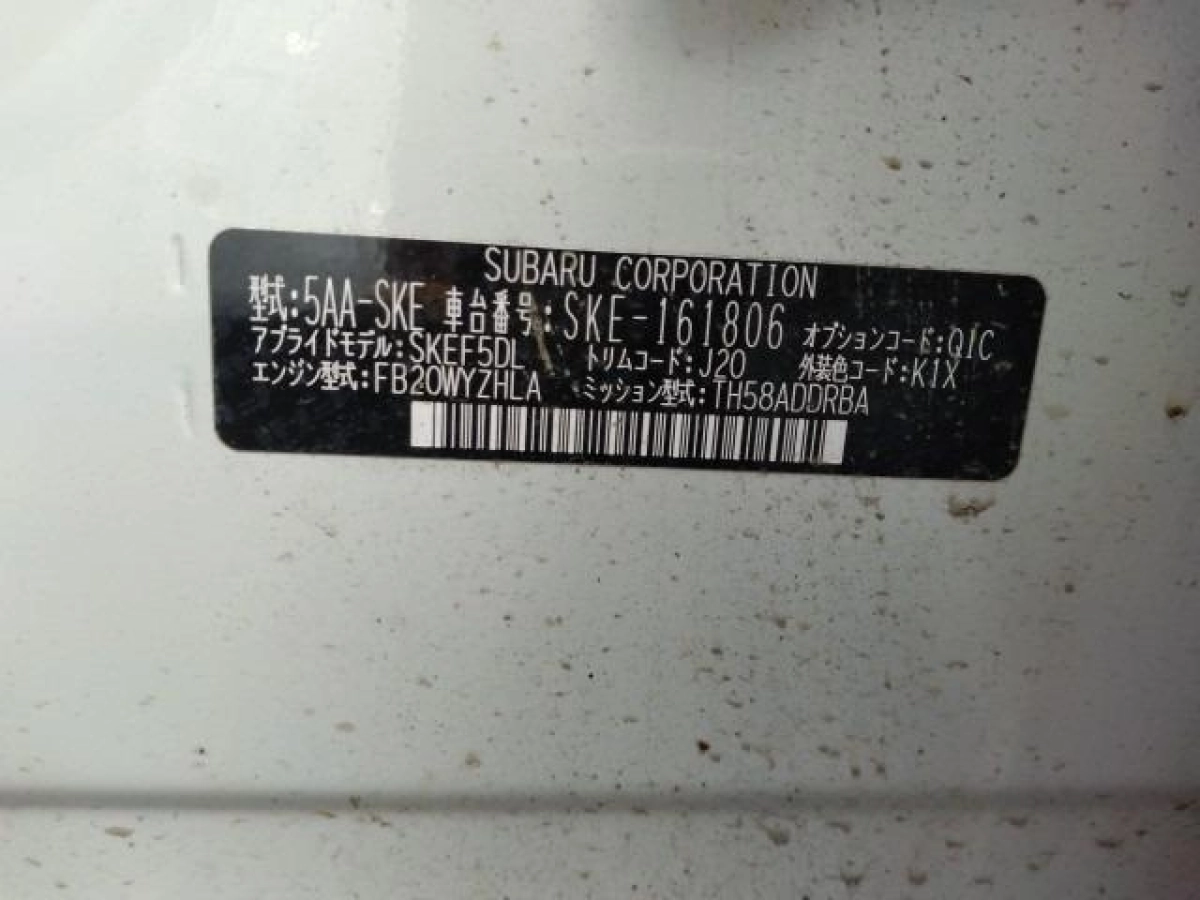 SUBARU CORPORATION
型式:5AA-SKE 車台番号:SKE-161806 オプションコード:QIC
アプライドモデル:SKEF5DL トリムコード:J20 外装色コード:K1X
エンジン型式:FB20WYZHLA ミッション型式:TH58ADDRBA